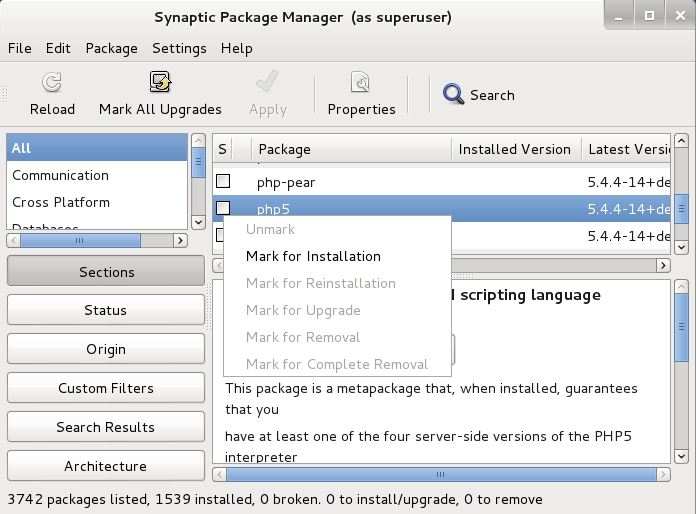 Synaptic Package Manager (as superuser)
File Edit Package Settings Help
Reload Mark All Upgrades Apply Properties Search
All
Communication
Cross Platform
Databases
Sections
Status
Origin
Custom Filters
Search Results
Architecture
S Package Installed Version Latest Versi
php-pear 5.4.4-14+de
php5 5.4.4-14+de
5.4.4-14+de
Unmark
Mark for Installation
Mark for Reinstallation
Mark for Upgrade
Mark for Removal
Mark for Complete Removal
scripting language
This package is a metapackage that, when installed, guarantees
that you
have at least one of the four server-side versions of the PHP5
interpreter
3742 packages listed, 1539 installed, 0 broken. 0 to install/upgrade, 0 to remove